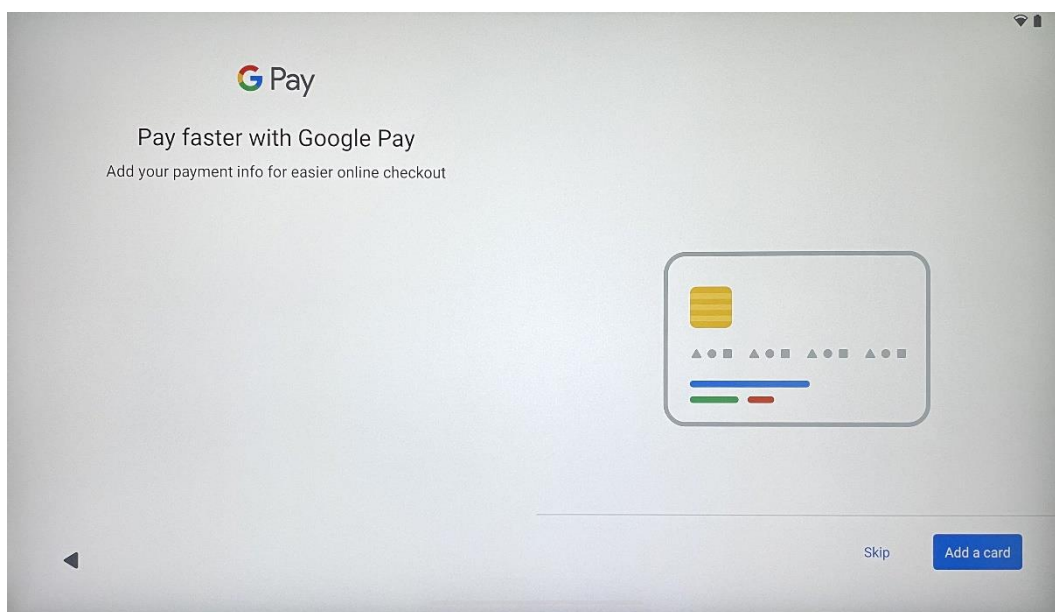 G Pay
Pay faster with Google Pay
Add your payment info for easier online checkout
Skip
Add a card